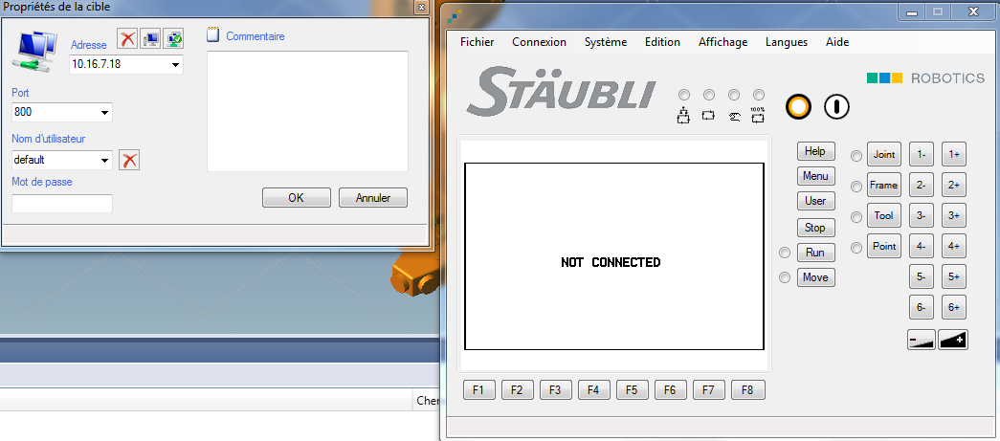 Propriétés de la cible
Adresse
10.16.7.18
Port
800
Nom d'utilisateur
default
Mot de passe
Commentaire
OK
Annuler
Cher
Fichier
Connexion
Système
Edition
Affichage
Langues
Aide
STÄUBLI
ROBOTICS
100%
NOT CONNECTED
Help
Menu
User
Stop
Run
Move
Joint
Frame
Tool
Point
1- 1+
2- 2+
3- 3+
4- 4+
5- 5+
6- 6+
- +
F1 F2 F3 F4 F5 F6 F7 F8